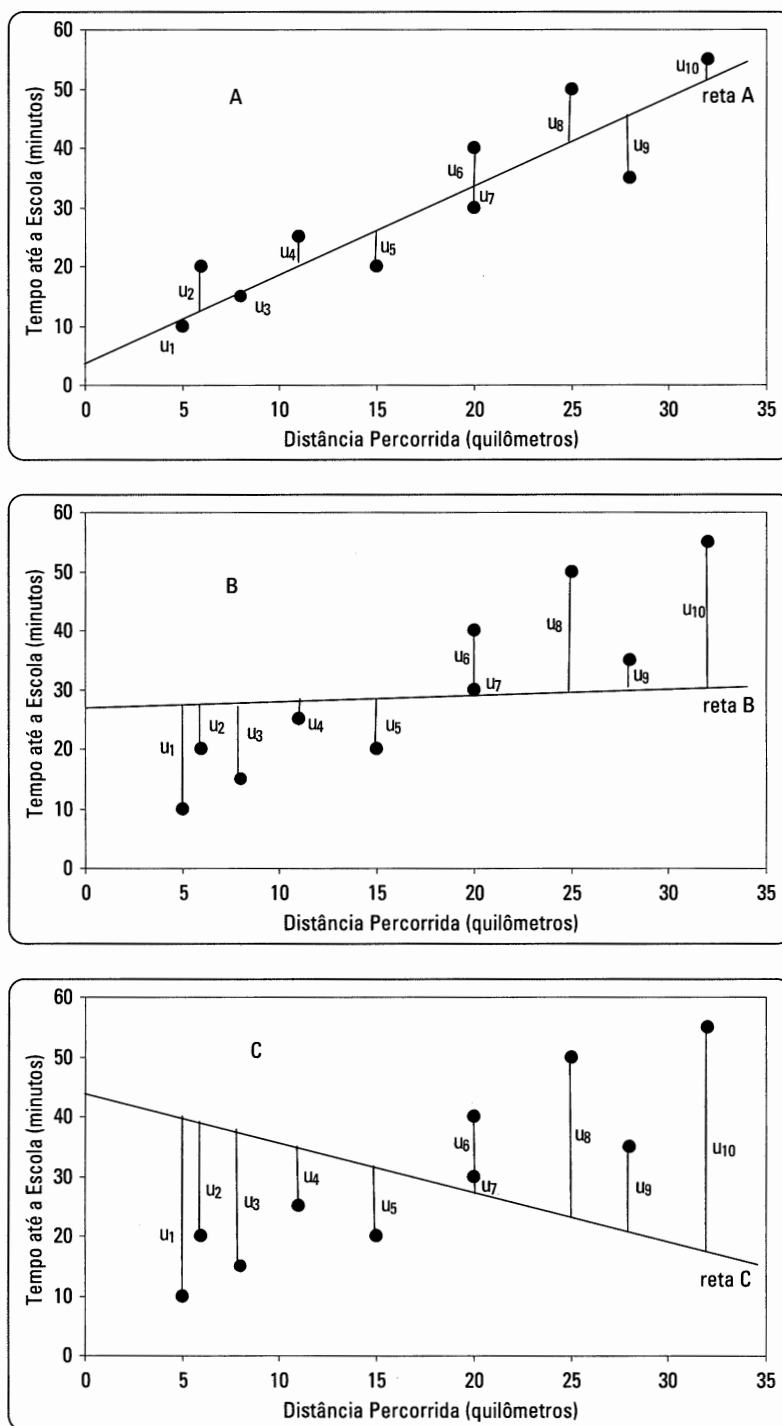 Tempo até a Escola (minutos)
60
50
40
30
20
10
0
A
u1
u2
u3
u4
u5
u6
u7
u8
u9
u10
reta A
0 5 10 15 20 25 30 35
Distância Percorrida (quilômetros)
Tempo até a Escola (minutos)
60
50
40
30
20
10
0
B
u1
u2
u3
u4
u5
u6
u7
u8
u9
u10
reta B
0 5 10 15 20 25 30 35
Distância Percorrida (quilômetros)
Tempo até a Escola (minutos)
60
50
40
30
20
10
0
C
u1
u2
u3
u4
u5
u6
u7
u8
u9
u10
reta C
0 5 10 15 20 25 30 35
Distância Percorrida (quilômetros)